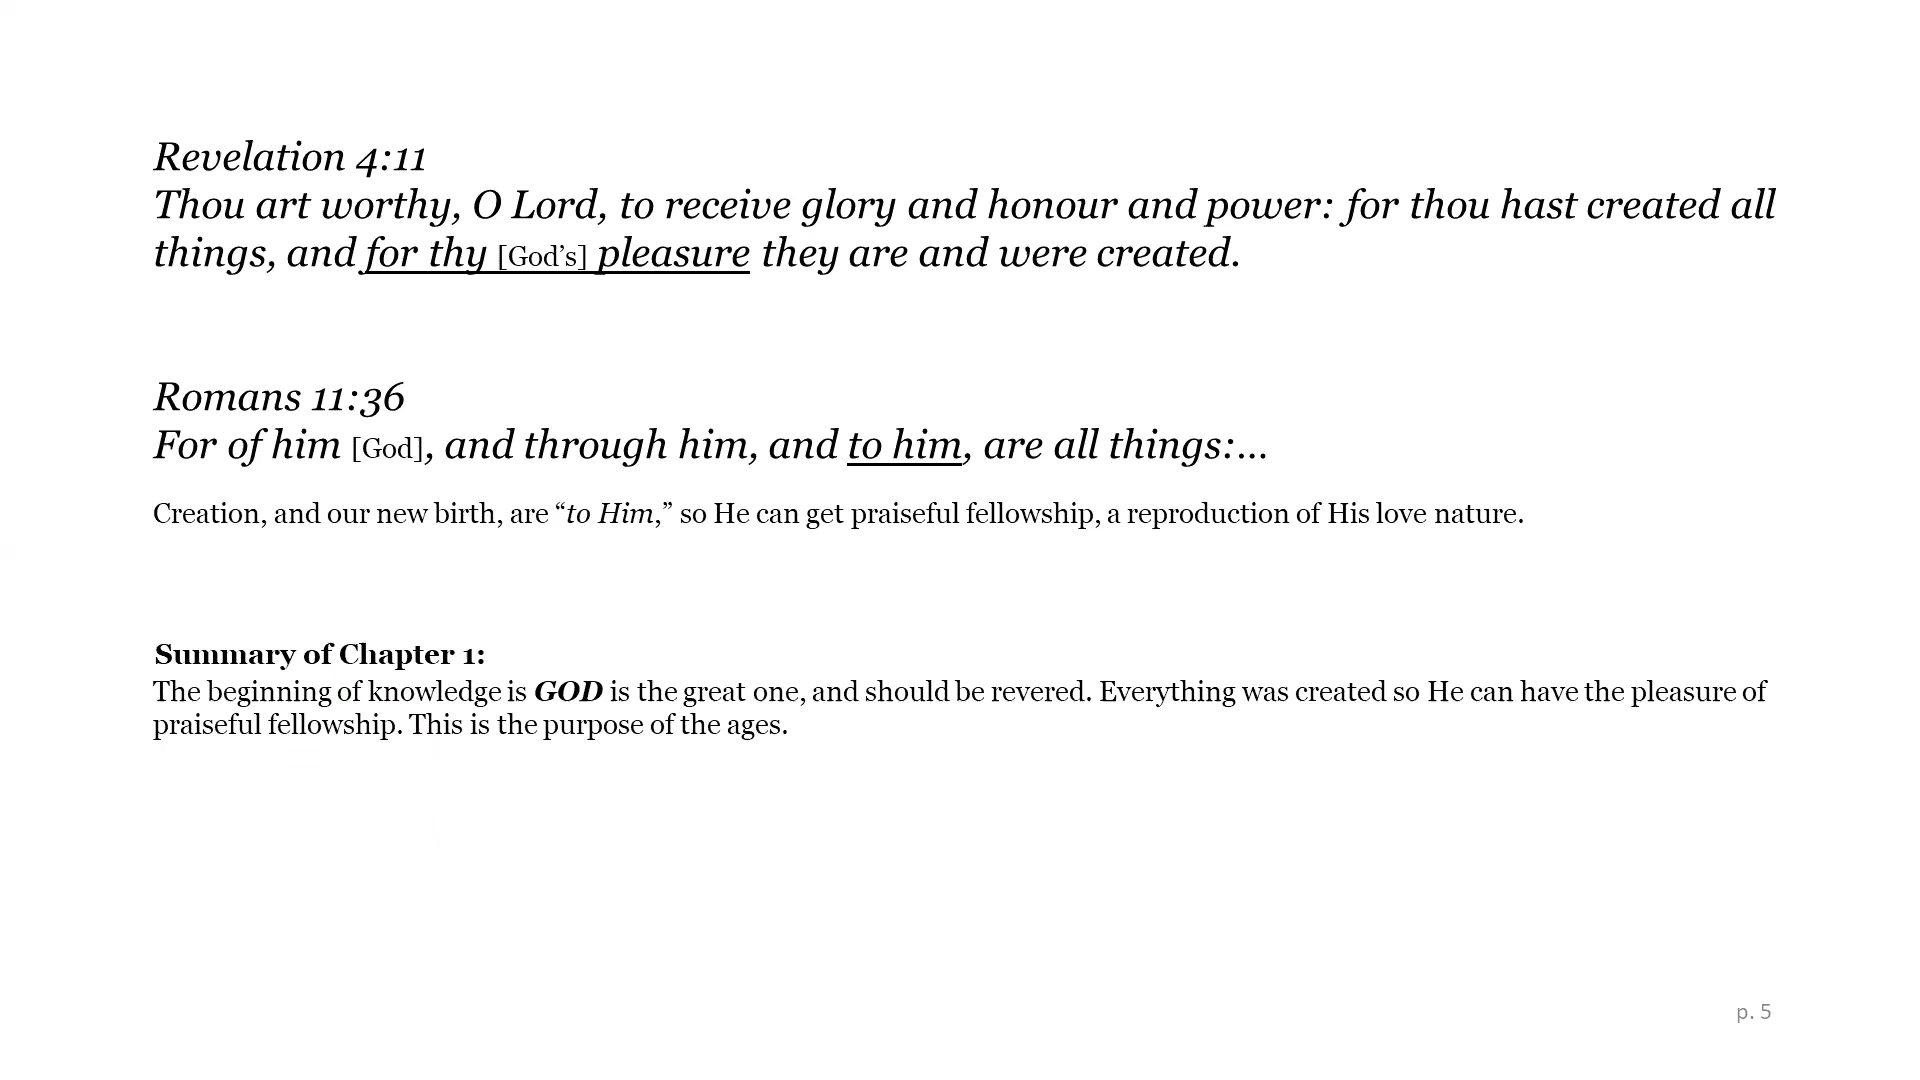 Revelation 4:11
Thou art worthy, O Lord, to receive glory and honour and power: for thou hast created all
things, and for thy [God’s] pleasure they are and were created.
Romans 11:36
For of him [God], and through him, and to him, are all things:…
Creation, and our new birth, are “to Him,” so He can get praiseful fellowship, a reproduction of His love nature.
Summary of Chapter 1:
The beginning of knowledge is GOD is the great one, and should be revered. Everything was created so He can have the pleasure of
praiseful fellowship. This is the purpose of the ages.
p. 5